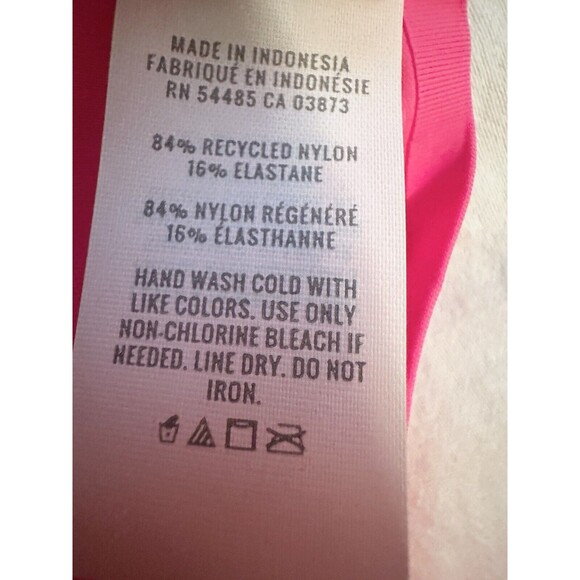 MADE IN INDONESIA
FABRIQUÉ EN INDONÉSIE
RN 54485 CA 03873
84% RECYCLED NYLON
16% ELASTANE
84% NYLON RÉGÉNÉRÉ
16% ÉLASTHANNE
HAND WASH COLD WITH
LIKE COLORS. USE ONLY
NON-CHLORINE BLEACH IF
NEEDED. LINE DRY. DO NOT
IRON.